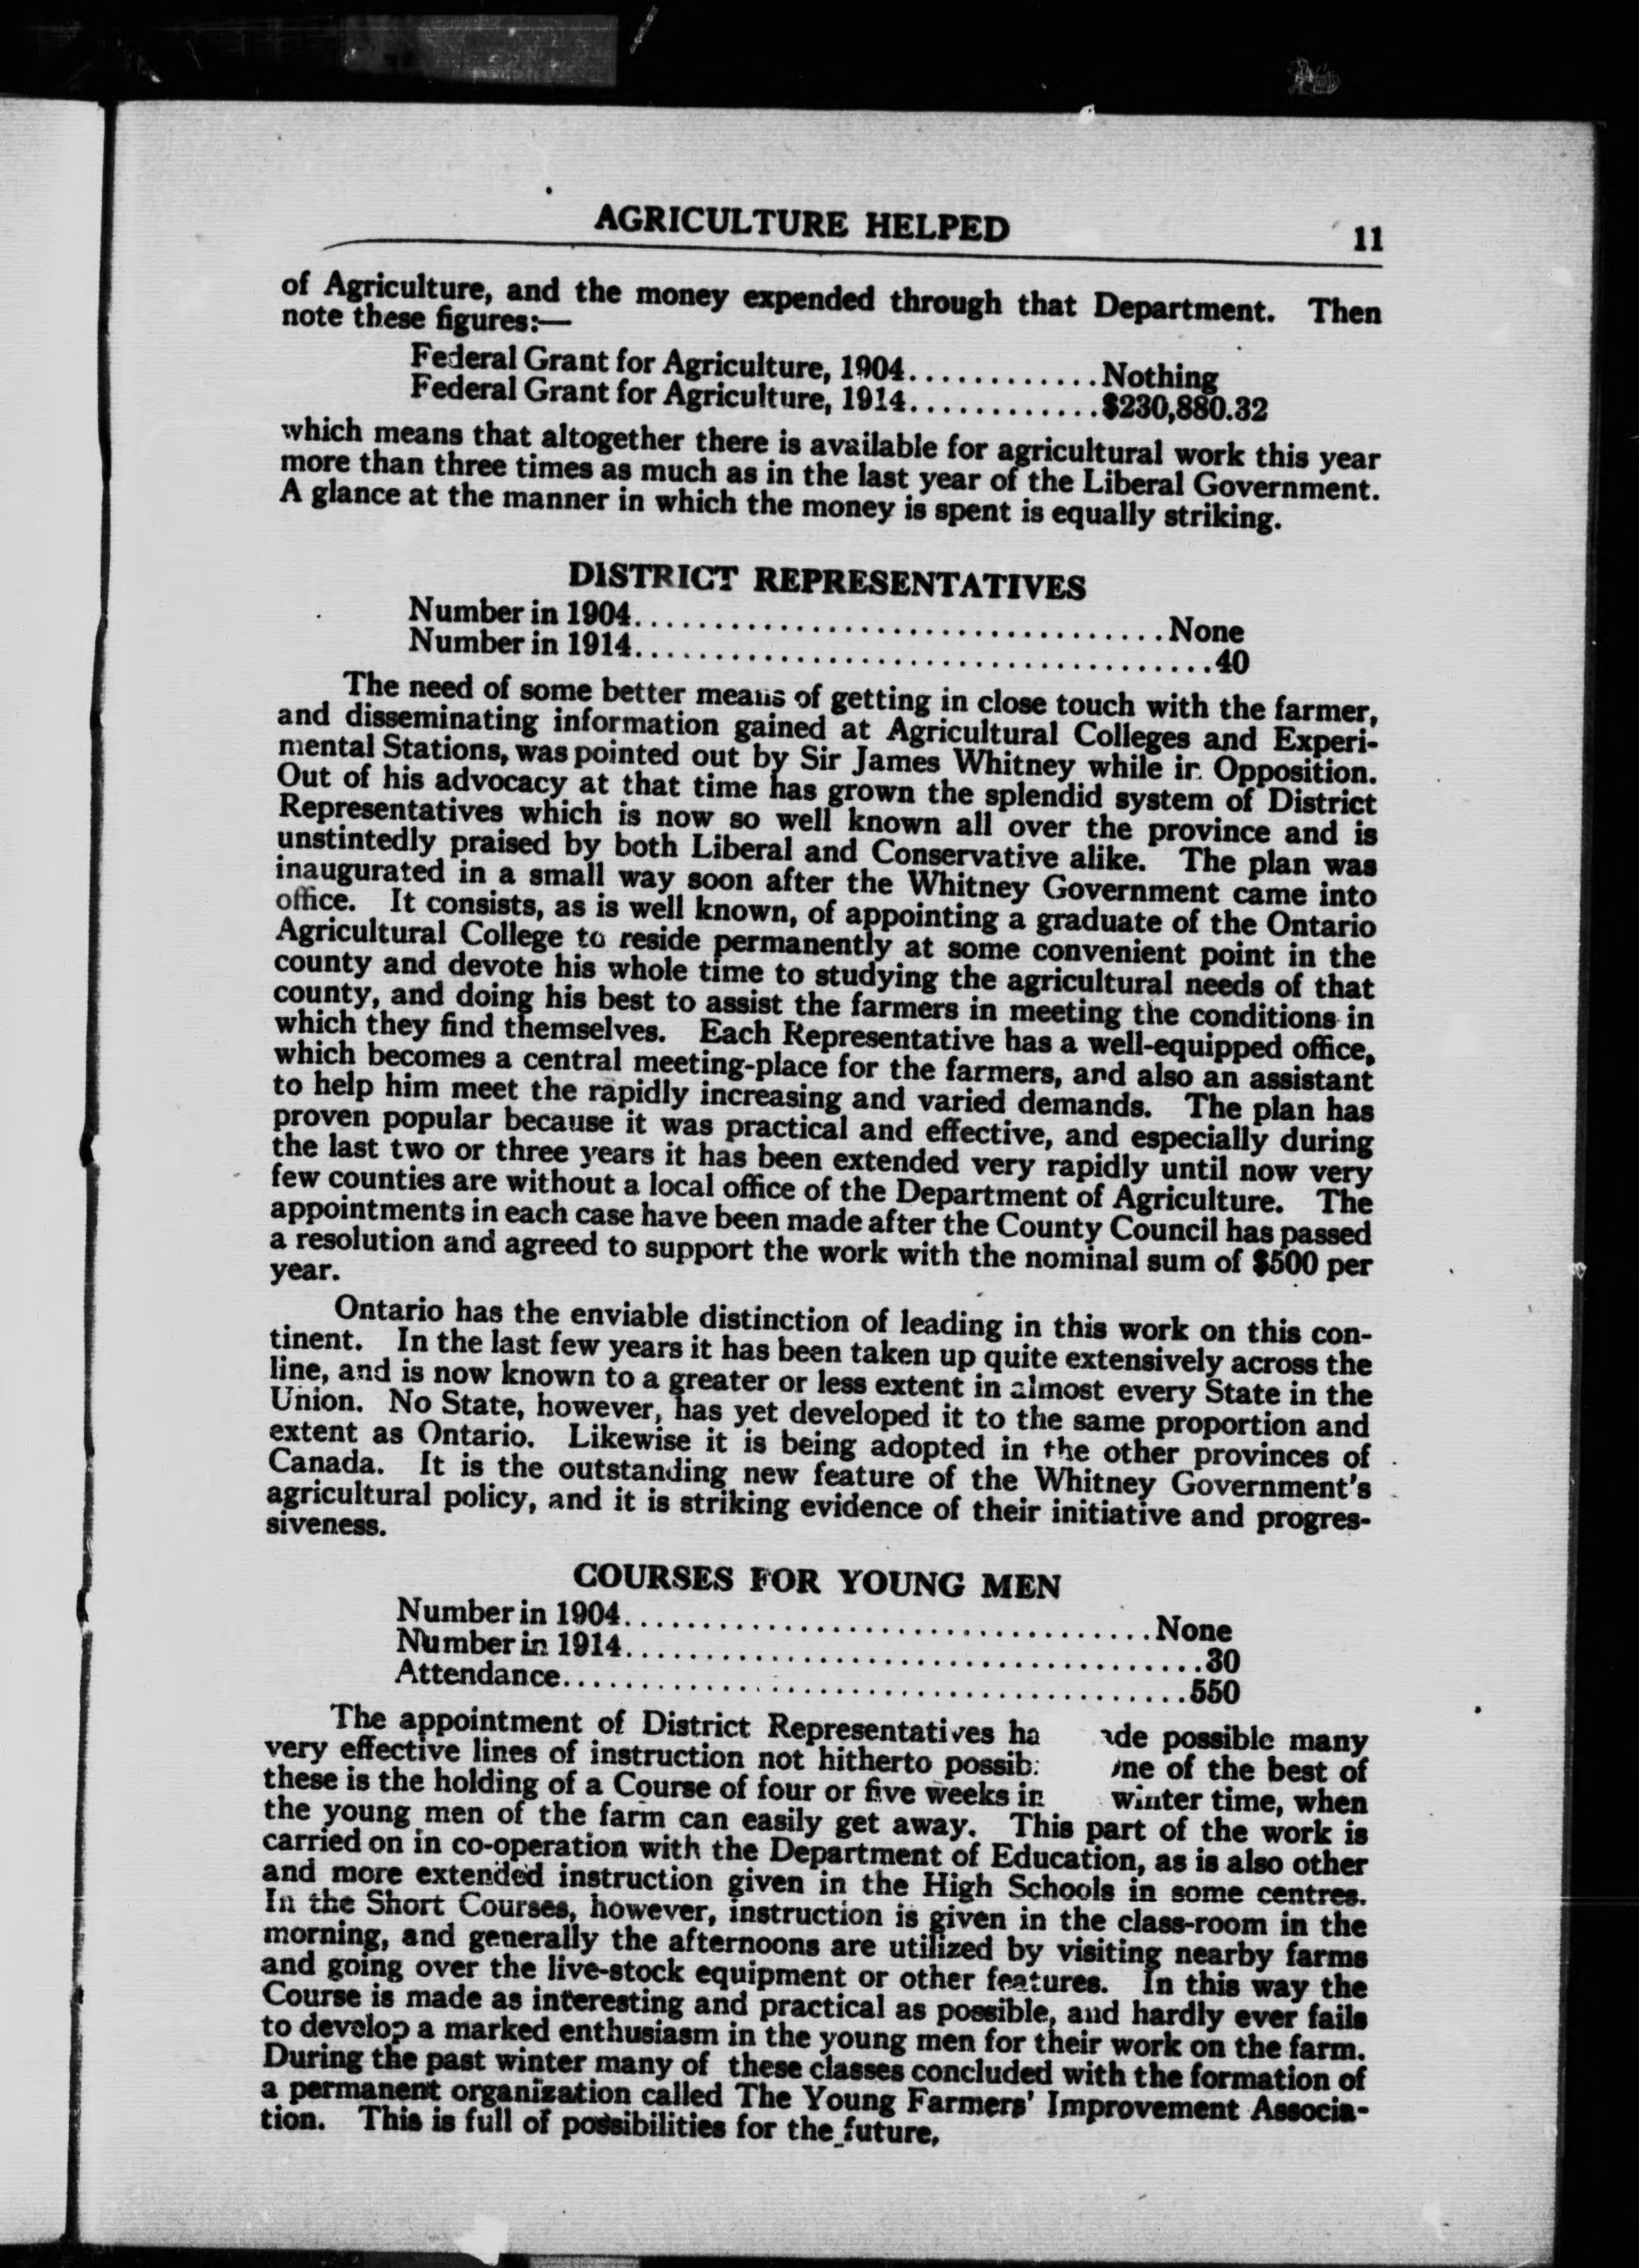 AGRICULTURE HELPED 11
of Agriculture, and the money expended through that Department. Then
note these figures:—
Federal Grant for Agriculture, 1904............Nothing
Federal Grant for Agriculture, 1914............$230,880.32
which means that altogether there is available for agricultural work this year
more than three times as much as in the last year of the Liberal Government.
A glance at the manner in which the money is spent is equally striking.
DISTRICT REPRESENTATIVES
Number in 1904..................................None
Number in 1914.....................................40
The need of some better means of getting in close touch with the farmer,
and disseminating information gained at Agricultural Colleges and Experi-
mental Stations, was pointed out by Sir James Whitney while in Opposition.
Out of his advocacy at that time has grown the splendid system of District
Representatives which is now so well known all over the province and is
unstintedly praised by both Liberal and Conservative alike. The plan was
inaugurated in a small way soon after the Whitney Government came into
office. It consists, as is well known, of appointing a graduate of the Ontario
Agricultural College to reside permanently at some convenient point in the
county and devote his whole time to studying the agricultural needs of that
county, and doing his best to assist the farmers in meeting the conditions in
which they find themselves. Each Representative has a well-equipped office,
which becomes a central meeting-place for the farmers, and also an assistant
to help him meet the rapidly increasing and varied demands. The plan has
proven popular because it was practical and effective, and especially during
the last two or three years it has been extended very rapidly until now very
few counties are without a local office of the Department of Agriculture. The
appointments in each case have been made after the County Council has passed
a resolution and agreed to support the work with the nominal sum of $500 per
year.
Ontario has the enviable distinction of leading in this work on this con-
tinent. In the last few years it has been taken up quite extensively across the
line, and is now known to a greater or less extent in almost every State in the
Union. No State, however, has yet developed it to the same proportion and
extent as Ontario. Likewise it is being adopted in the other provinces of
Canada. It is the outstanding new feature of the Whitney Government's
agricultural policy, and it is striking evidence of their initiative and progres-
siveness.
COURSES FOR YOUNG MEN
Number in 1904..................................None
Number in 1914.....................................30
Attendance........................................550
The appointment of District Representatives possible many
very effective lines of instruction not hitherto of the best of
these is the holding of a Course of four or five weeks in winter time, when
the young men of the farm can easily get away. This part of the work is
carried on in co-operation with the Department of Education, as is also other
and more extended instruction given in the High Schools in some centres.
In the Short Courses, however, instruction is given in the class-room in the
morning, and generally the afternoons are utilized by visiting nearby farms
and going over the live-stock equipment or other features. In this way the
Course is made as interesting and practical as possible, and hardly ever fails
to develop a marked enthusiasm in the young men for their work on the farm.
During the past winter many of these classes concluded with the formation of
a permanent organization called The Young Farmers' Improvement Associa-
tion. This is full of possibilities for the future,